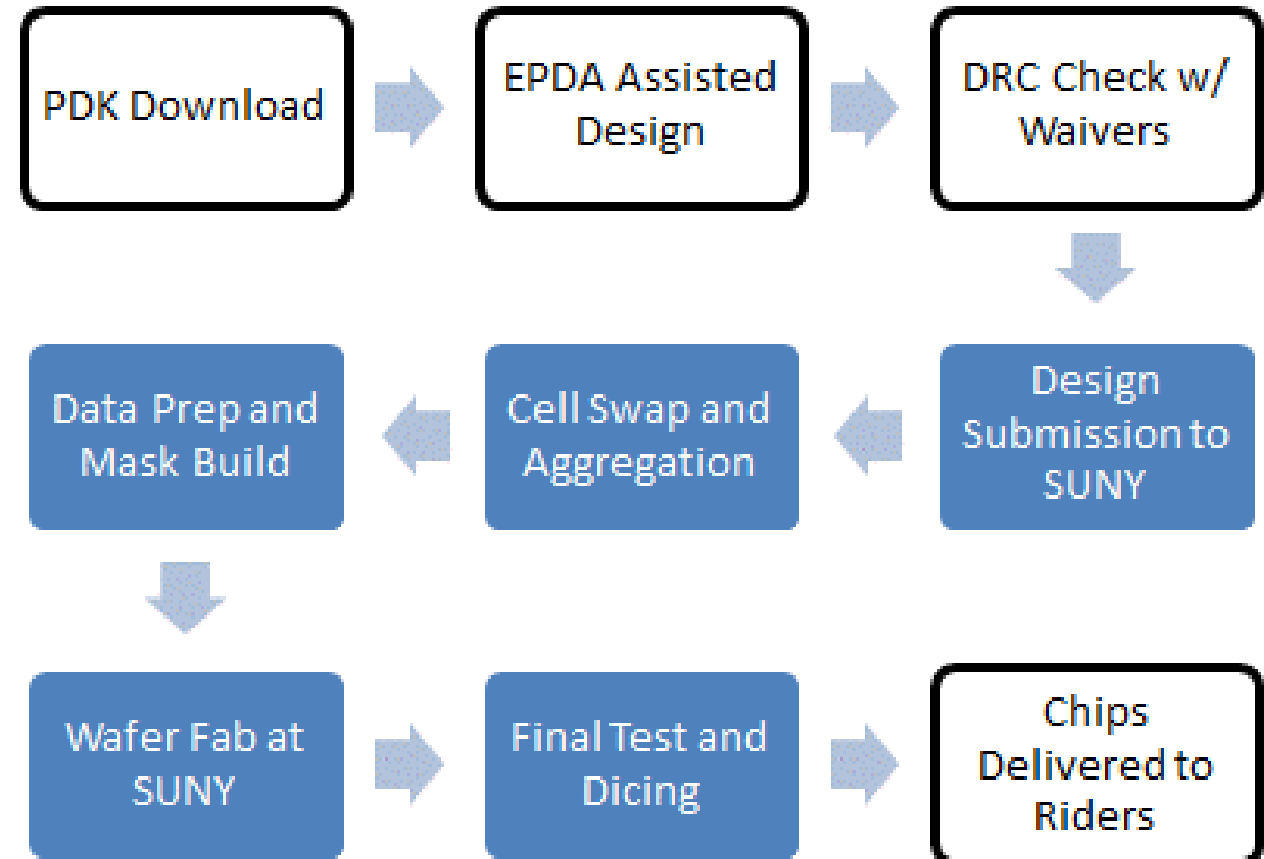 PDK Download
EPDA Assisted
Design
DRC Check w/
Waivers
Data Prep and
Mask Build
Cell Swap and
Aggregation
Design
Submission to
SUNY
Wafer Fab at
SUNY
Final Test and
Dicing
Chips
Delivered to
Riders